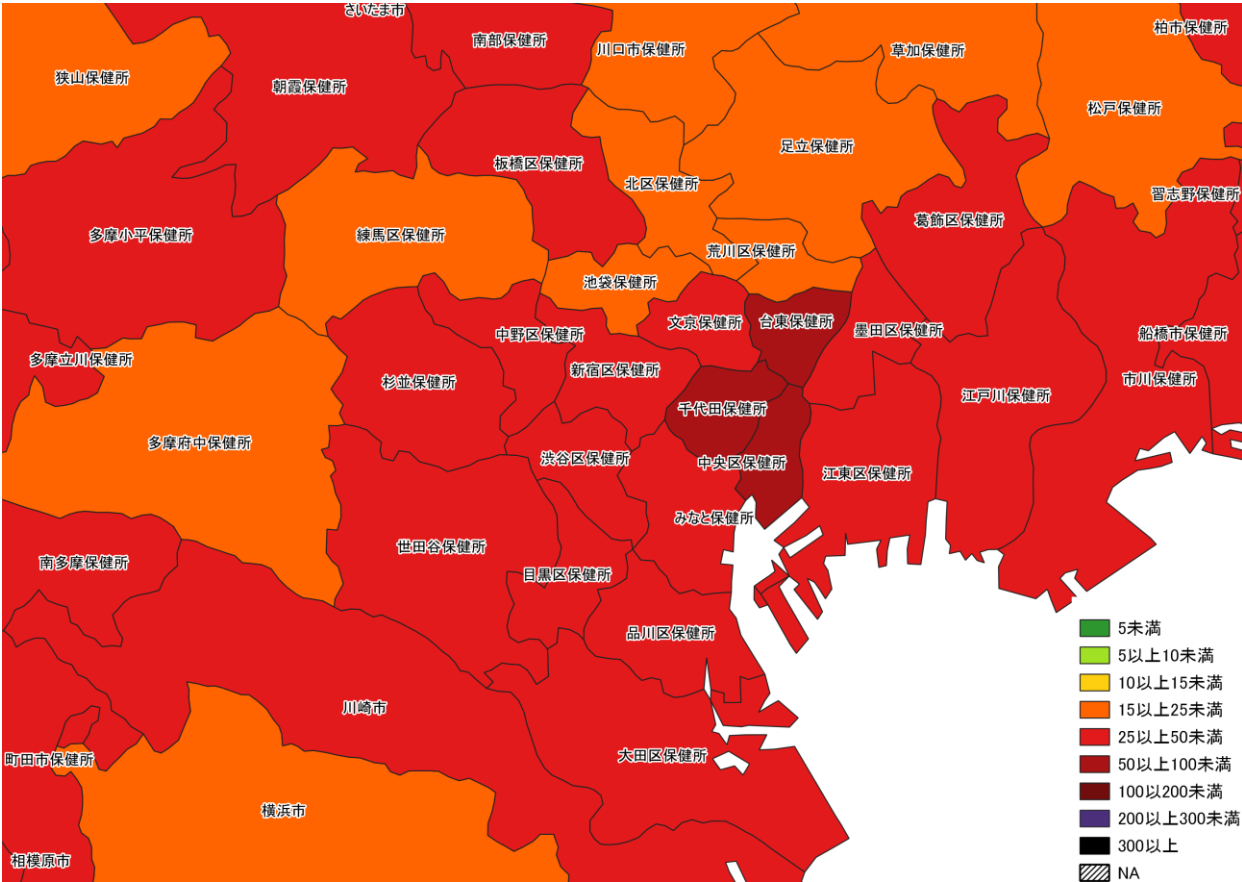 さいたま市
南部保健所
柏市保健所
川口市保健所
草加保健所
狭山保健所
朝霞保健所
松戸保健所
足立保健所
板橋区保健所
北区保健所
習志野保健所
葛飾区保健所
多摩小平保健所
練馬区保健所
荒川区保健所
池袋保健所
文京保健所
台東保健所
墨田区保健所
中野区保健所
船橋市保健所
多摩立川保健所
新宿区保健所
杉並保健所
市川保健所
江戸川保健所
千代田保健所
多摩府中保健所
渋谷区保健所
中央区保健所
江東区保健所
みなと保健所
世田谷保健所
南多摩保健所
目黒区保健所
品川区保健所
川崎市
大田区保健所
町田市保健所
横浜市
相模原市
5未満
5以上10未満
10以上15未満
15以上25未満
25以上50未満
50以上100未満
100以200未満
200以上300未満
300以上
NA